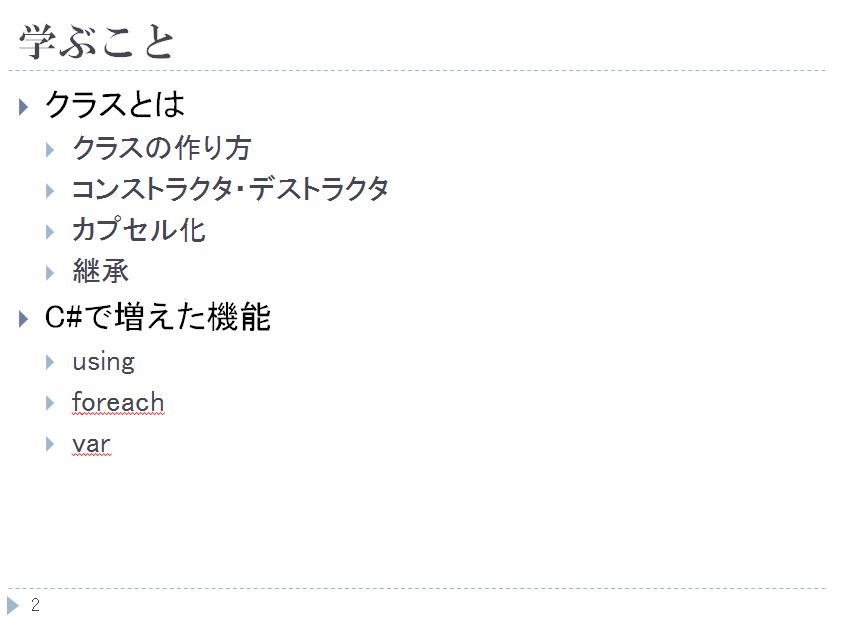 学ぶこと
クラスとは
クラスの作り方
コンストラクタ・デストラクタ
カプセル化
継承
C#で増えた機能
using
foreach
var
2